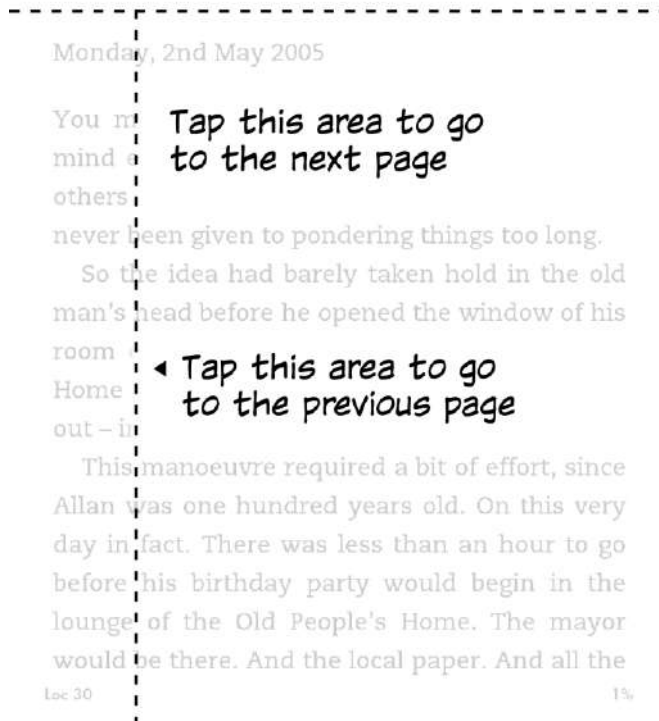 Monday, 2nd May 2005
You m
Tap this area to go
mind
to the next page
others
never been given to pondering things too long.
So the idea had barely taken hold in the old
man's head before he opened the window of his
room
Tap this area to go
Home
to the previous page
out – in
This manoeuvre required a bit of effort, since
Allan was one hundred years old. On this very
day in fact. There was less than an hour to go
before his birthday party would begin in the
lounge of the Old People's Home. The mayor
would be there. And the local paper. And all the
Loc 30 1%